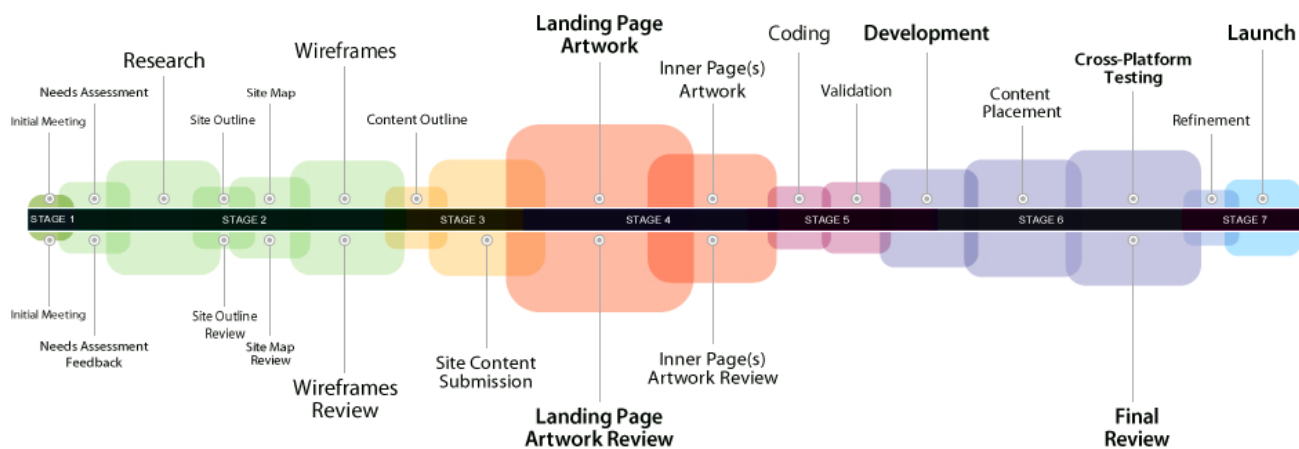 Landing Page
Artwork
Coding
Development
Launch
Wireframes
Research
Inner Page(s)
Artwork
Cross-Platform
Testing
Needs Assessment
Site Map
Validation
Content
Placement
Initial Meeting
Site Outline
Content Outline
Refinement
STAGE 1
STAGE 2
STAGE 3
STAGE 4
STAGE 5
STAGE 6
STAGE 7
Initial Meeting
Needs Assessment
Feedback
Site Outline
Review
Site Map
Review
Wireframes
Review
Site Content
Submission
Landing Page
Artwork Review
Inner Page(s)
Artwork Review
Final
Review